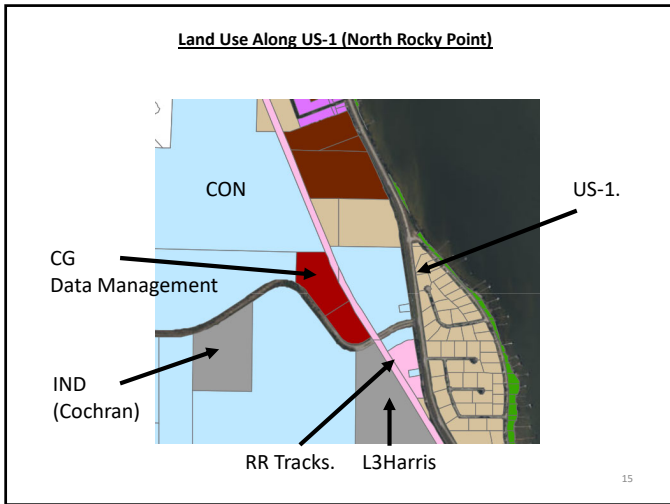 Land Use Along US-1 (North Rocky Point)
CON
US-1.
CG
Data Management
IND
(Cochran)
RR Tracks.
L3Harris
15